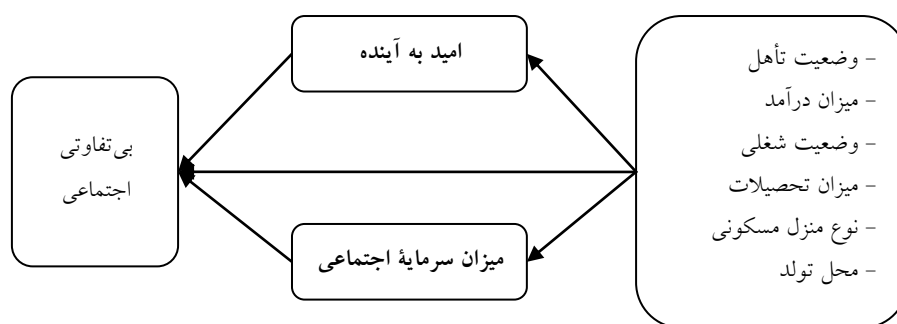 – وضعیت تأهل
– میزان درآمد
– وضعیت شغلی
– میزان تحصیلات
– نوع منزل مسکونی
– محل تولد
امید به آینده
میزان سرمایۀ اجتماعی
بی‌تفاوتی
اجتماعی